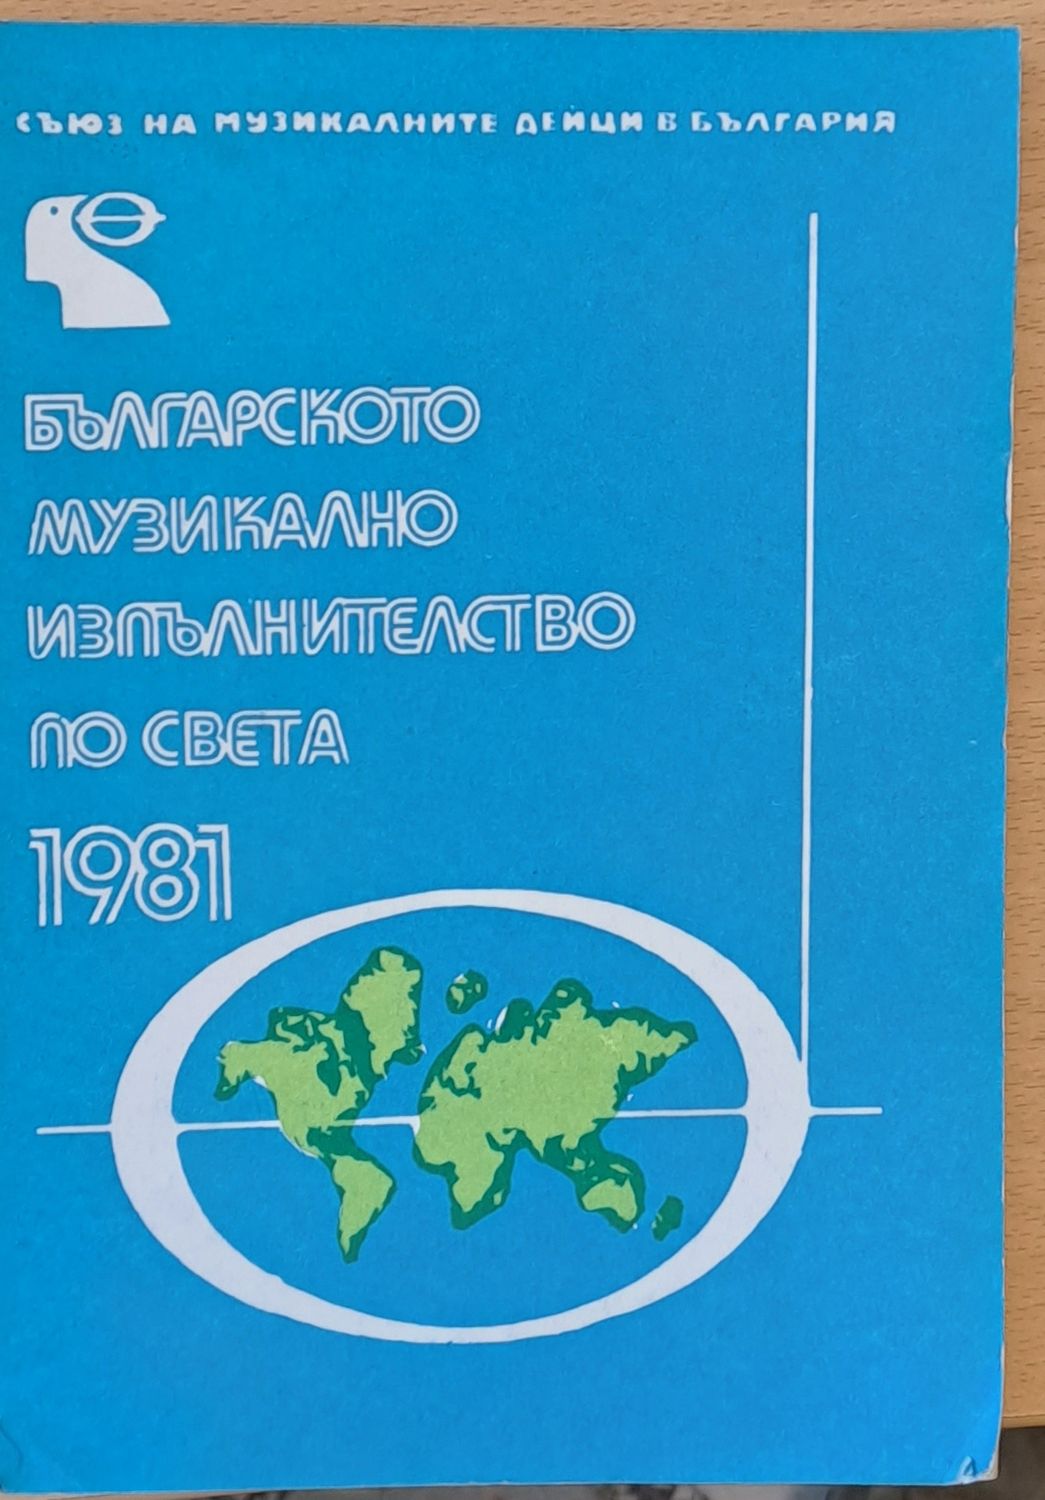 СЪЮЗ НА МУЗИКАЛНИТЕ ДЕЙЦИ В БЪЛГАРИЯ
БЪЛГАРСКОТО
МУЗИКАЛНО
ИЗПЪЛНИТЕЛСТВО
ПО СВЕТА
1981